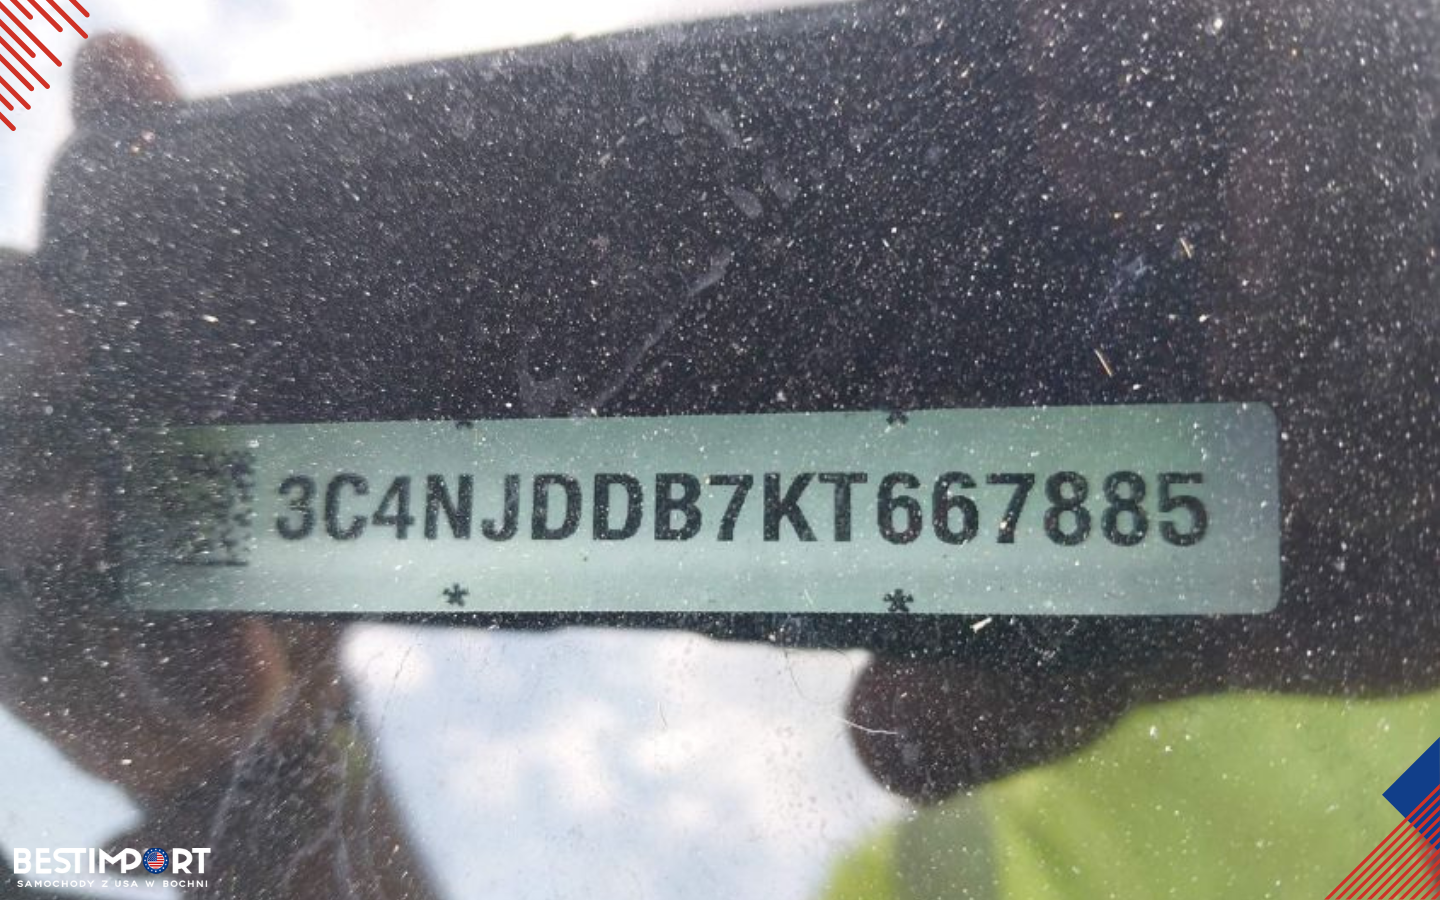 3C4NJDDB7KT667885
BESTIMPORT
SAMOCHODY Z USA W BOCHNI